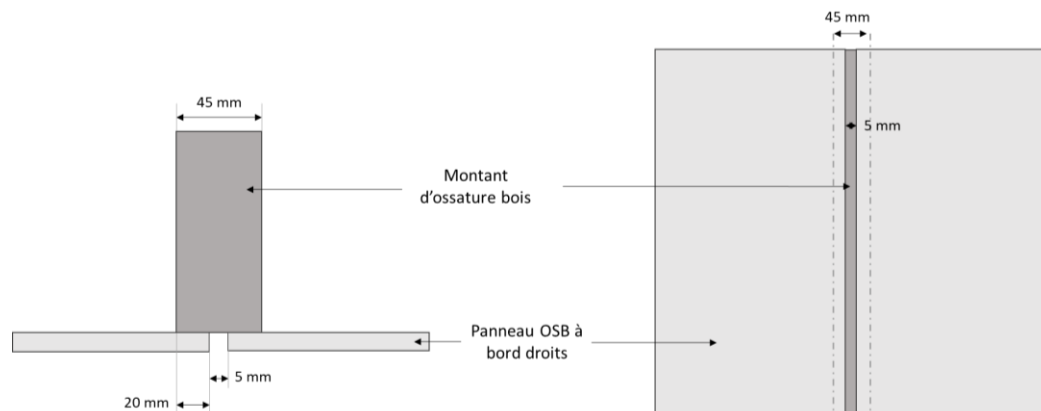 45 mm
45 mm
5 mm
Montant
d'ossature bois
Panneau OSB à
bord droits
5 mm
20 mm